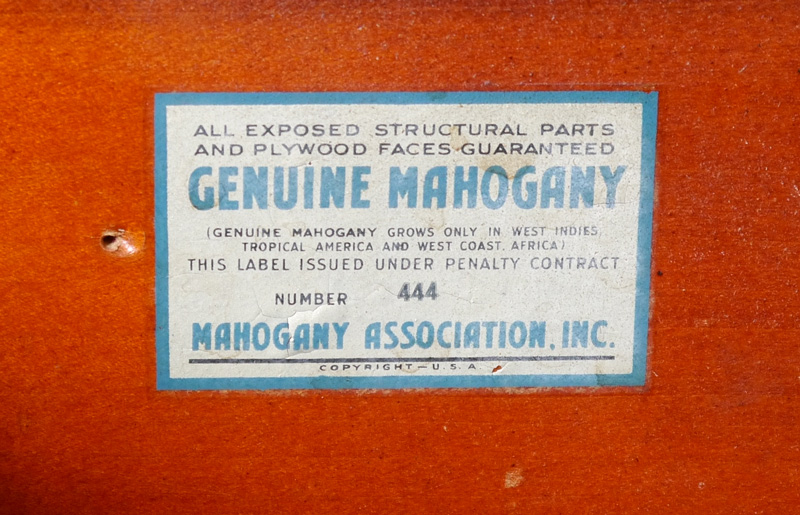 ALL EXPOSED STRUCTURAL PARTS
AND PLYWOOD FACES GUARANTEED
GENUINE MAHOGANY
(GENUINE MAHOGANY GROWS ONLY IN WEST INDIES,
TROPICAL AMERICA AND WEST COAST, AFRICA)
THIS LABEL ISSUED UNDER PENALTY CONTRACT
NUMBER 444
MAHOGANY ASSOCIATION, INC.
COPYRIGHT—U.S.A.